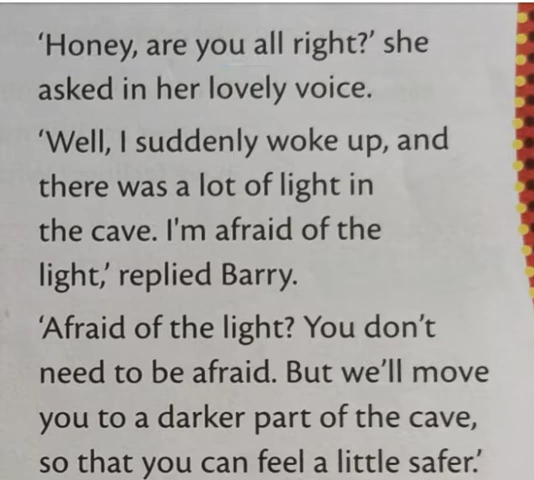 ‘Honey, are you all right?’ she
asked in her lovely voice.
‘Well, I suddenly woke up, and
there was a lot of light in
the cave. I'm afraid of the
light,’ replied Barry.
‘Afraid of the light? You don’t
need to be afraid. But we’ll move
you to a darker part of the cave,
so that you can feel a little safer.’